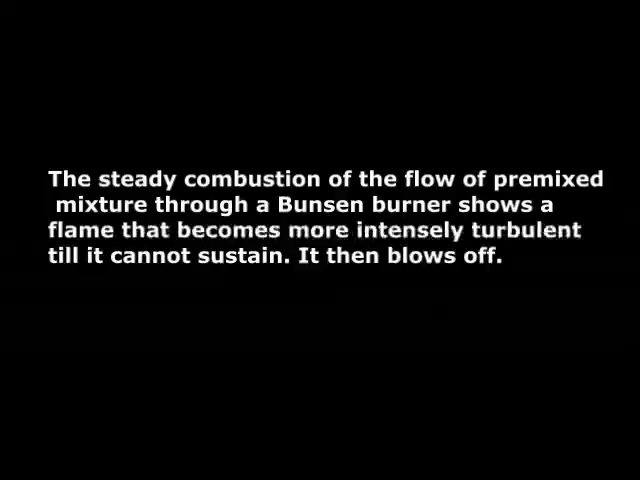 The steady combustion of the flow of premixed
mixture through a Bunsen burner shows a
flame that becomes more intensely turbulent
till it cannot sustain. It then blows off.